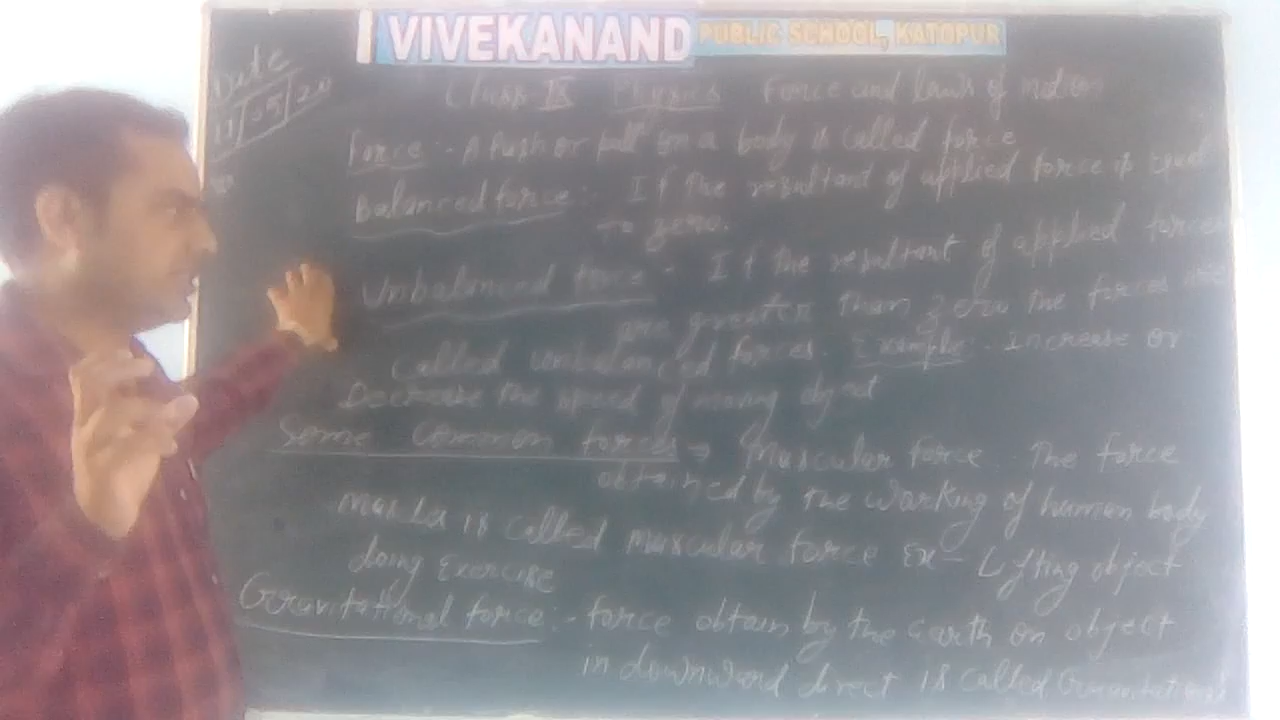 VIVEKANAND PUBLIC SCHOOL, KATOPUR
Date
11/05/20
Class IX Physics Force and laws of motion
Force :- A Push or pull on a body is called force
Balanced force :- If the resultant of applied force is equal
to zero.
Unbalanced force :- If the resultant of applied forces
are greater than zero the forces are
Called unbalanced forces. Example :- Increase or
Decrease the speed of moving object
Some Common forces → Muscular force The force
obtained by the working of human body
is called muscular force Ex - Lifting object
doing Exercise
Gravitational force :- force obtain by the Earth on object
in downward direct is called Gravitational